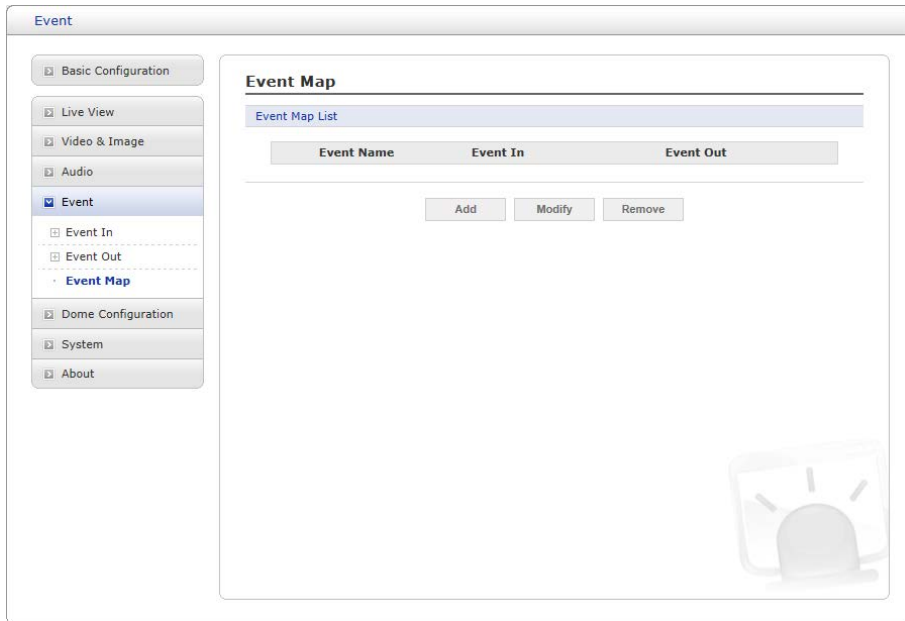 Event
Basic Configuration
Live View
Video & Image
Audio
Event
Event In
Event Out
Event Map
Dome Configuration
System
About
Event Map
Event Map List
Event Name Event In Event Out
Add Modify Remove